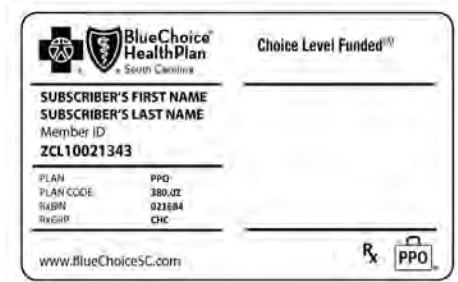 BlueChoice®
HealthPlan
South Carolina
Choice Level Funded
SUBSCRIBER'S FIRST NAME
SUBSCRIBER'S LAST NAME
Member ID
ZCL10021343
PLAN PPO
PLAN CODE 380.02
RxBIN 021684
RxGRP CHC
www.BlueChoiceSC.com
Rx PPO